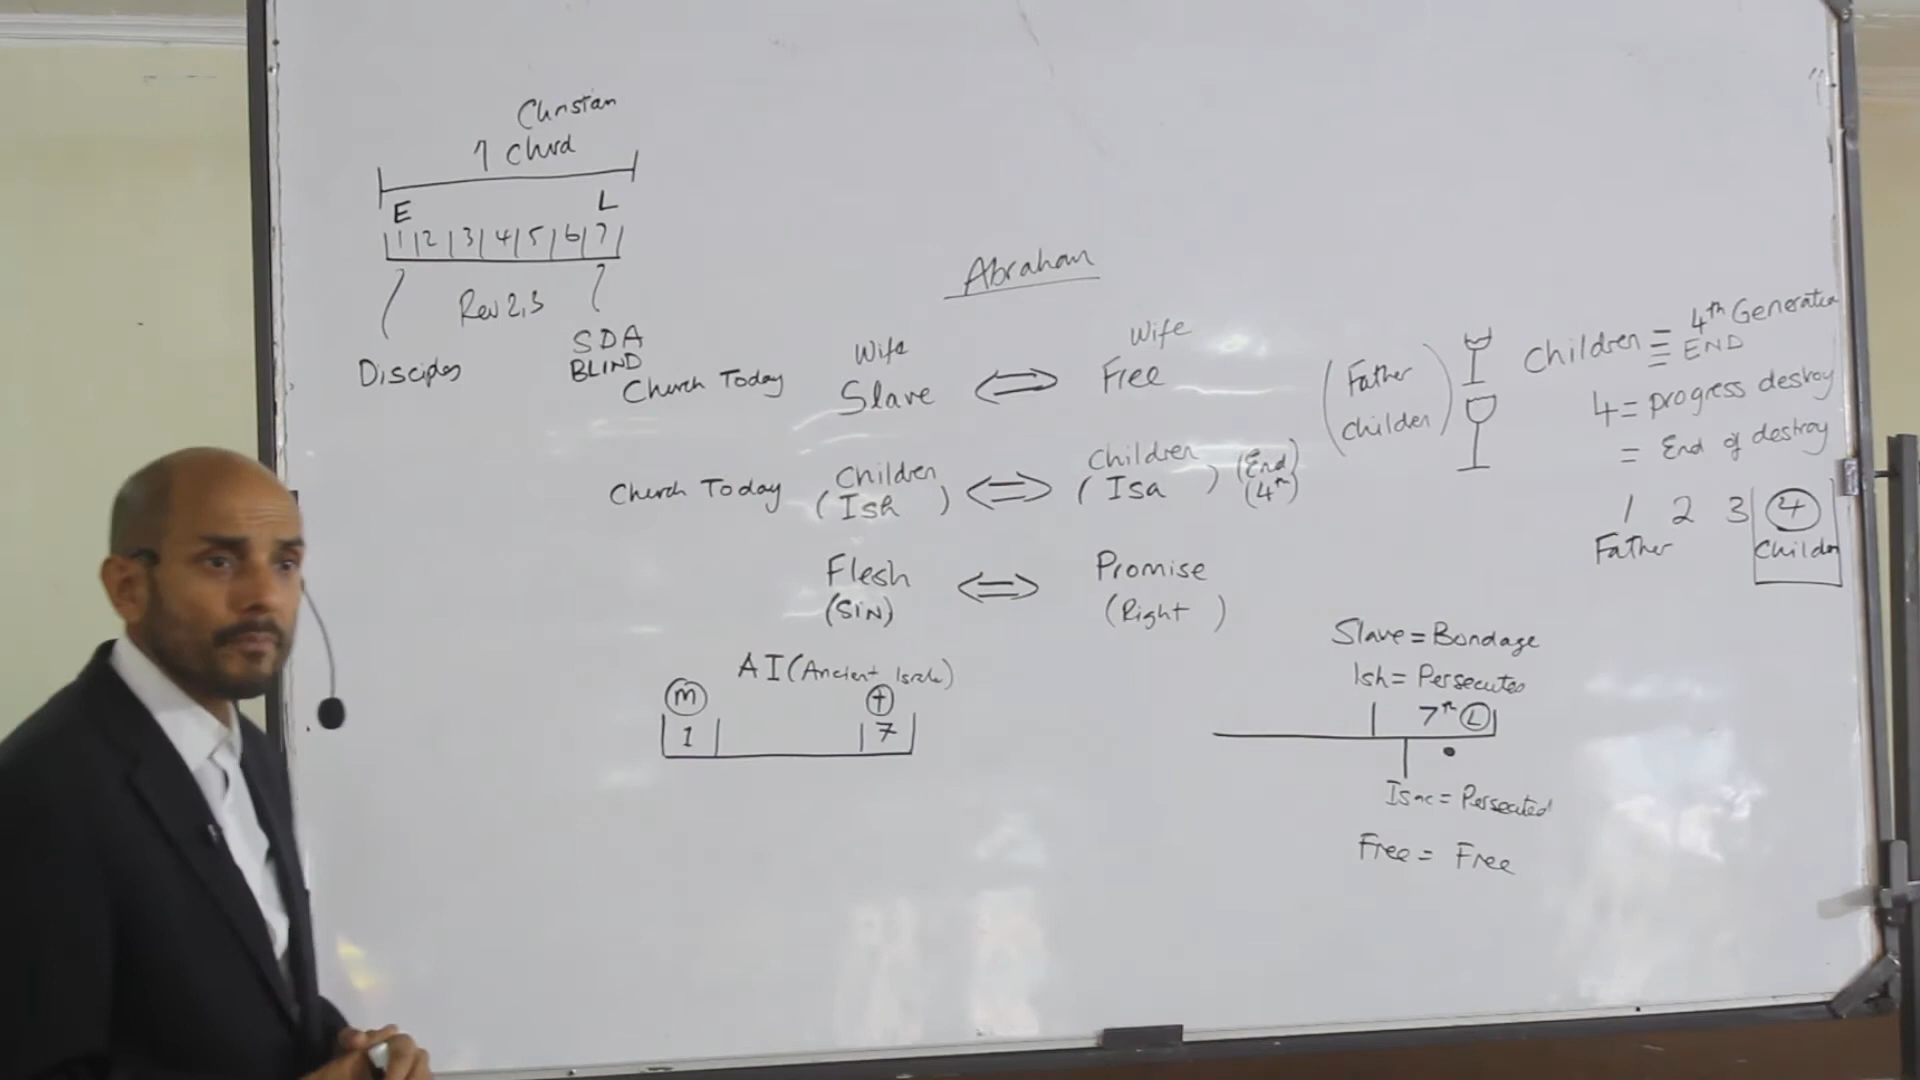 Christian
7 Church
E L
1 2 3 4 5 6 7
Rev 2,3
Disciples
SDA
BLIND
Abraham
Wife Wife
Church Today Slave ⇔ Free
Church Today Children ⇔ Children (End)
(Ish) (Isa) (4th)
Flesh ⇔ Promise
(SIN) (Right)
AI (Ancient Israle)
m †
1 7
(Father
Children)
Children = 4th Generation
= END
4 = progress destroy
= End of destroy
1 2 3 4
Father Children
Slave = Bondage
Ish = Persecutes
7th L
Isac = Persecuted
Free = Free